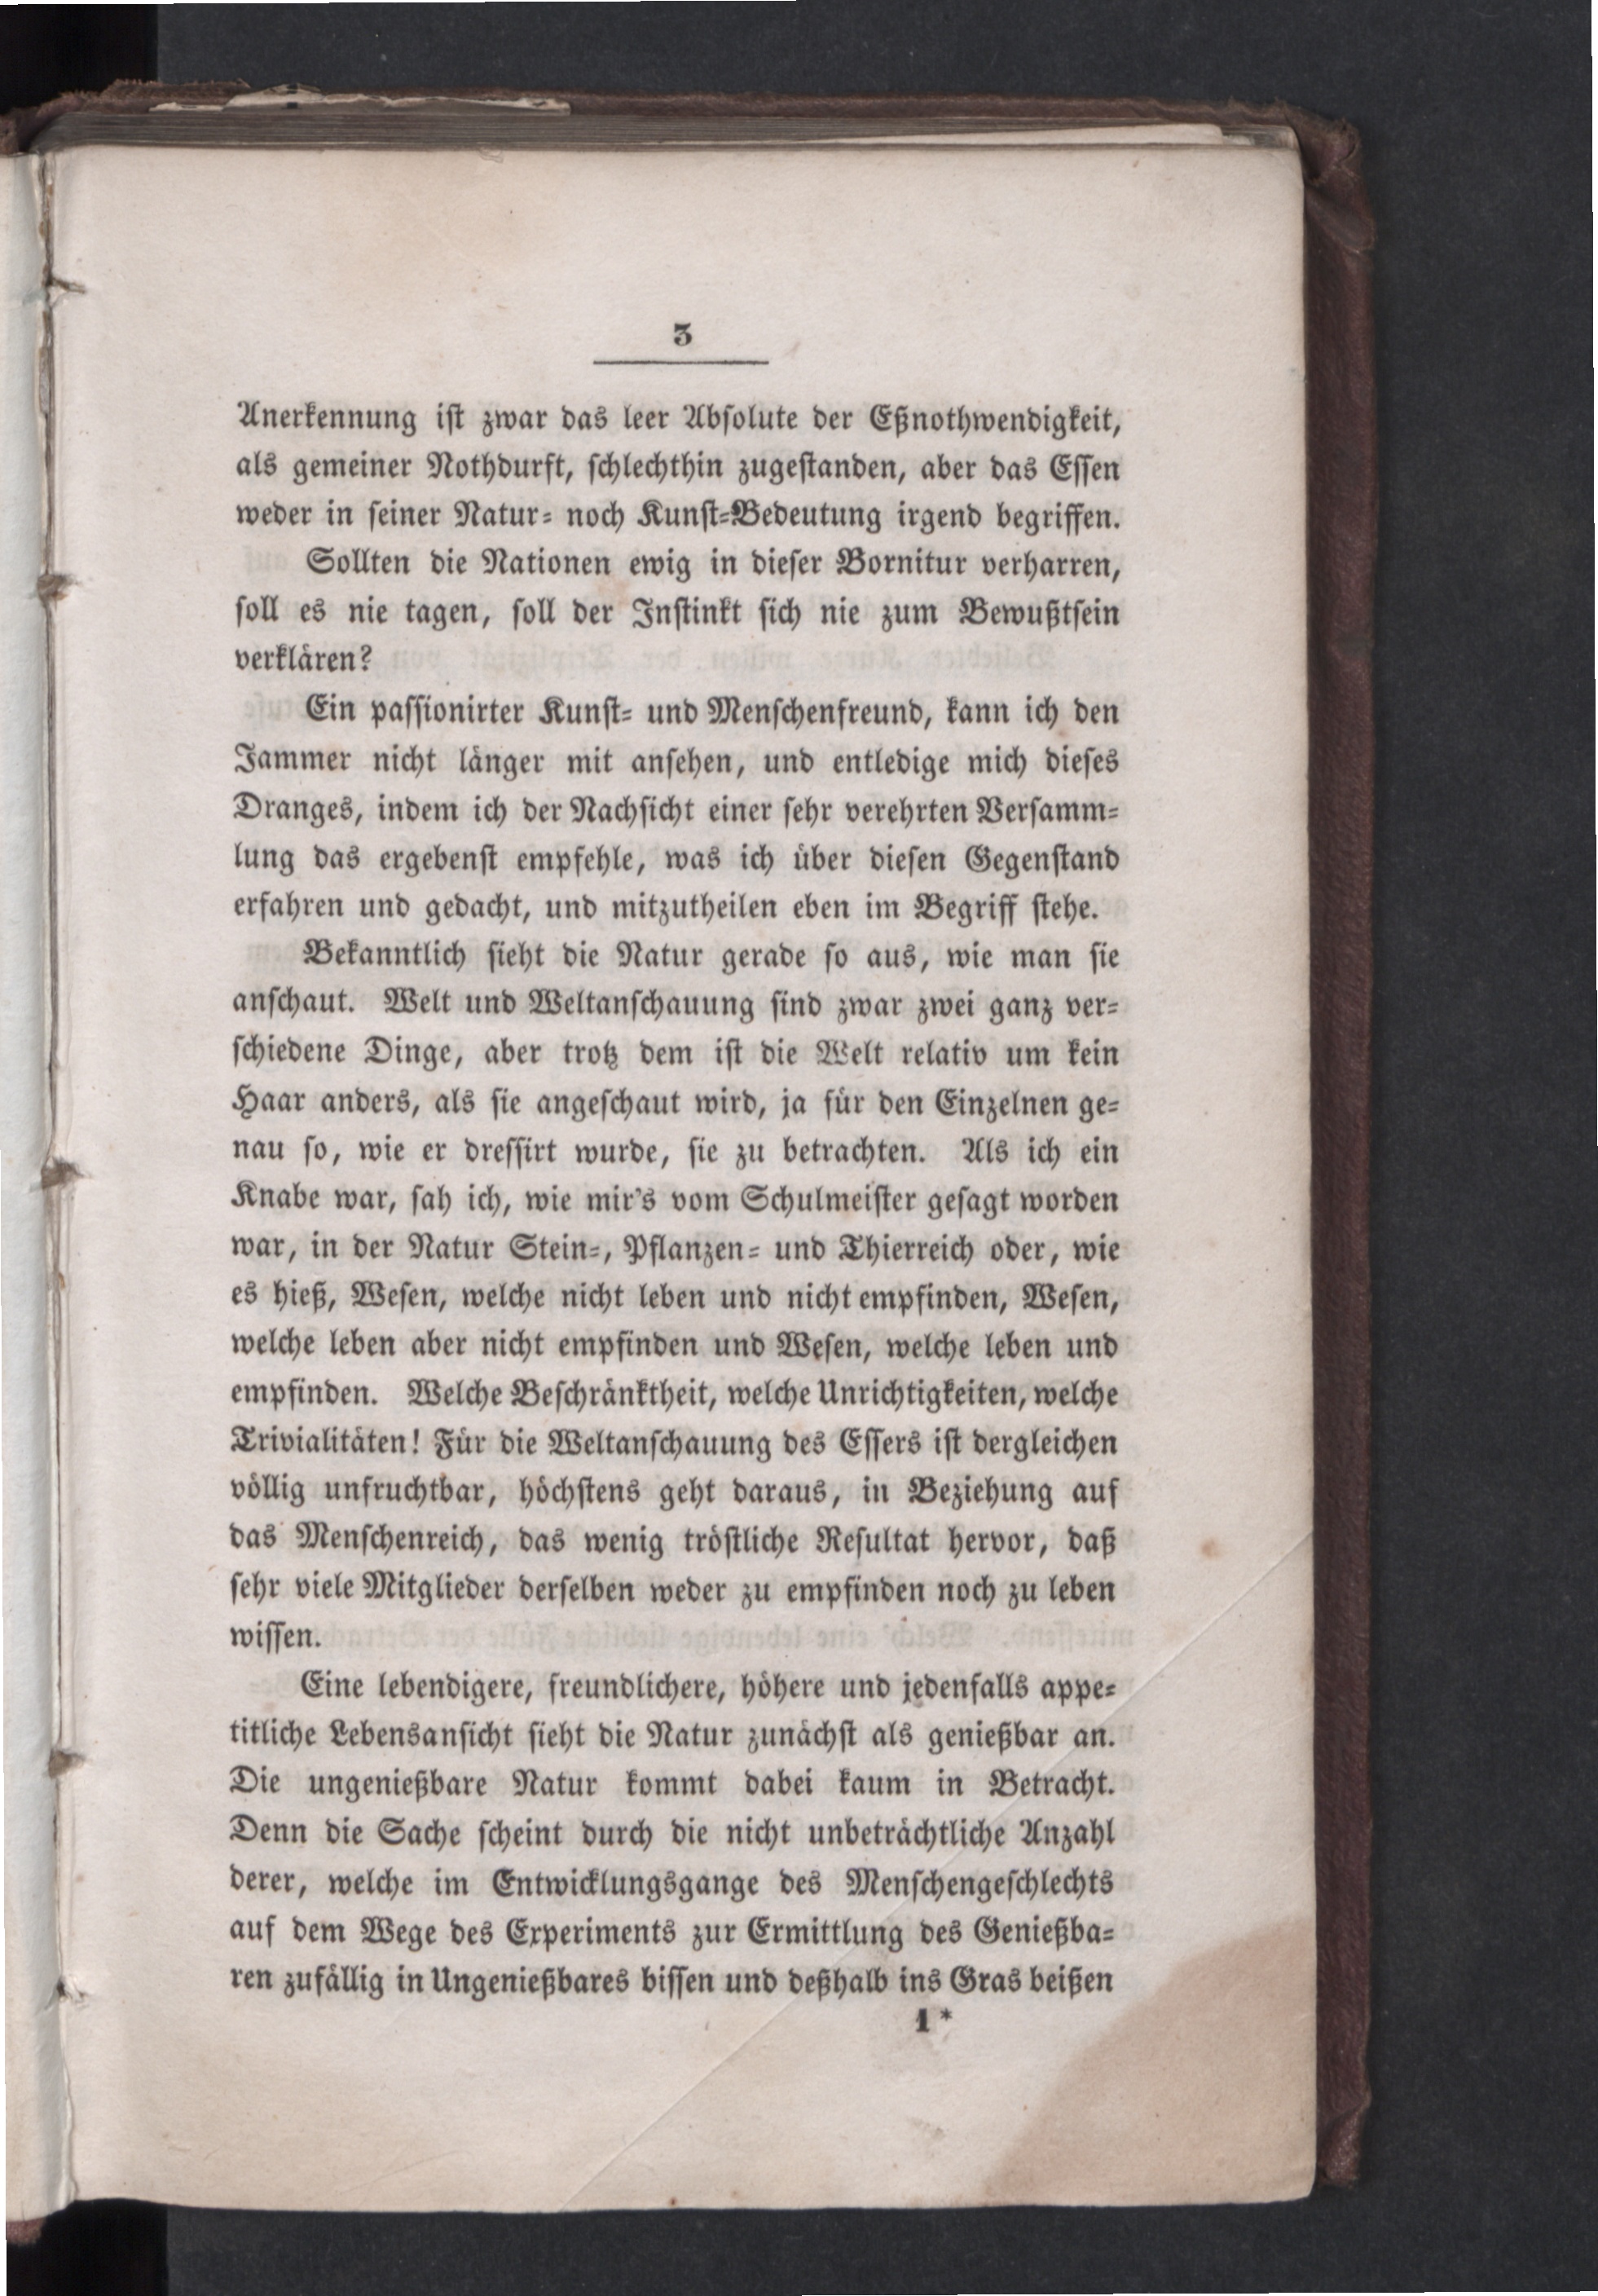 3
Anerkennung ist zwar das leer Absolute der Eßnothwendigkeit,
als gemeiner Nothdurft, schlechthin zugestanden, aber das Essen
weder in seiner Natur- noch Kunst-Bedeutung irgend begriffen.
Sollten die Nationen ewig in dieser Bornitur verharren,
soll es nie tagen, soll der Instinkt sich nie zum Bewußtsein
verklären?
Ein passionirter Kunst- und Menschenfreund, kann ich den
Jammer nicht länger mit ansehen, und entledige mich dieses
Dranges, indem ich der Nachsicht einer sehr verehrten Versamm-
lung das ergebenst empfehle, was ich über diesen Gegenstand
erfahren und gedacht, und mitzutheilen eben im Begriff stehe.
Bekanntlich sieht die Natur gerade so aus, wie man sie
anschaut. Welt und Weltanschauung sind zwar zwei ganz ver-
schiedene Dinge, aber trotz dem ist die Welt relativ um kein
Haar anders, als sie angeschaut wird, ja für den Einzelnen ge-
nau so, wie er dressirt wurde, sie zu betrachten. Als ich ein
Knabe war, sah ich, wie mir's vom Schulmeister gesagt worden
war, in der Natur Stein-, Pflanzen- und Thierreich oder, wie
es hieß, Wesen, welche nicht leben und nicht empfinden, Wesen,
welche leben aber nicht empfinden und Wesen, welche leben und
empfinden. Welche Beschränktheit, welche Unrichtigkeiten, welche
Trivialitäten! Für die Weltanschauung des Essers ist dergleichen
völlig unfruchtbar, höchstens geht daraus, in Beziehung auf
das Menschenreich, das wenig tröstliche Resultat hervor, daß
sehr viele Mitglieder derselben weder zu empfinden noch zu leben
wissen.
Eine lebendigere, freundlichere, höhere und jedenfalls appe-
titliche Lebensansicht sieht die Natur zunächst als genießbar an.
Die ungenießbare Natur kommt dabei kaum in Betracht.
Denn die Sache scheint durch die nicht unbeträchtliche Anzahl
derer, welche im Entwicklungsgange des Menschengeschlechts
auf dem Wege des Experiments zur Ermittlung des Genießba-
ren zufällig in Ungenießbares bissen und deßhalb ins Gras beißen
1*